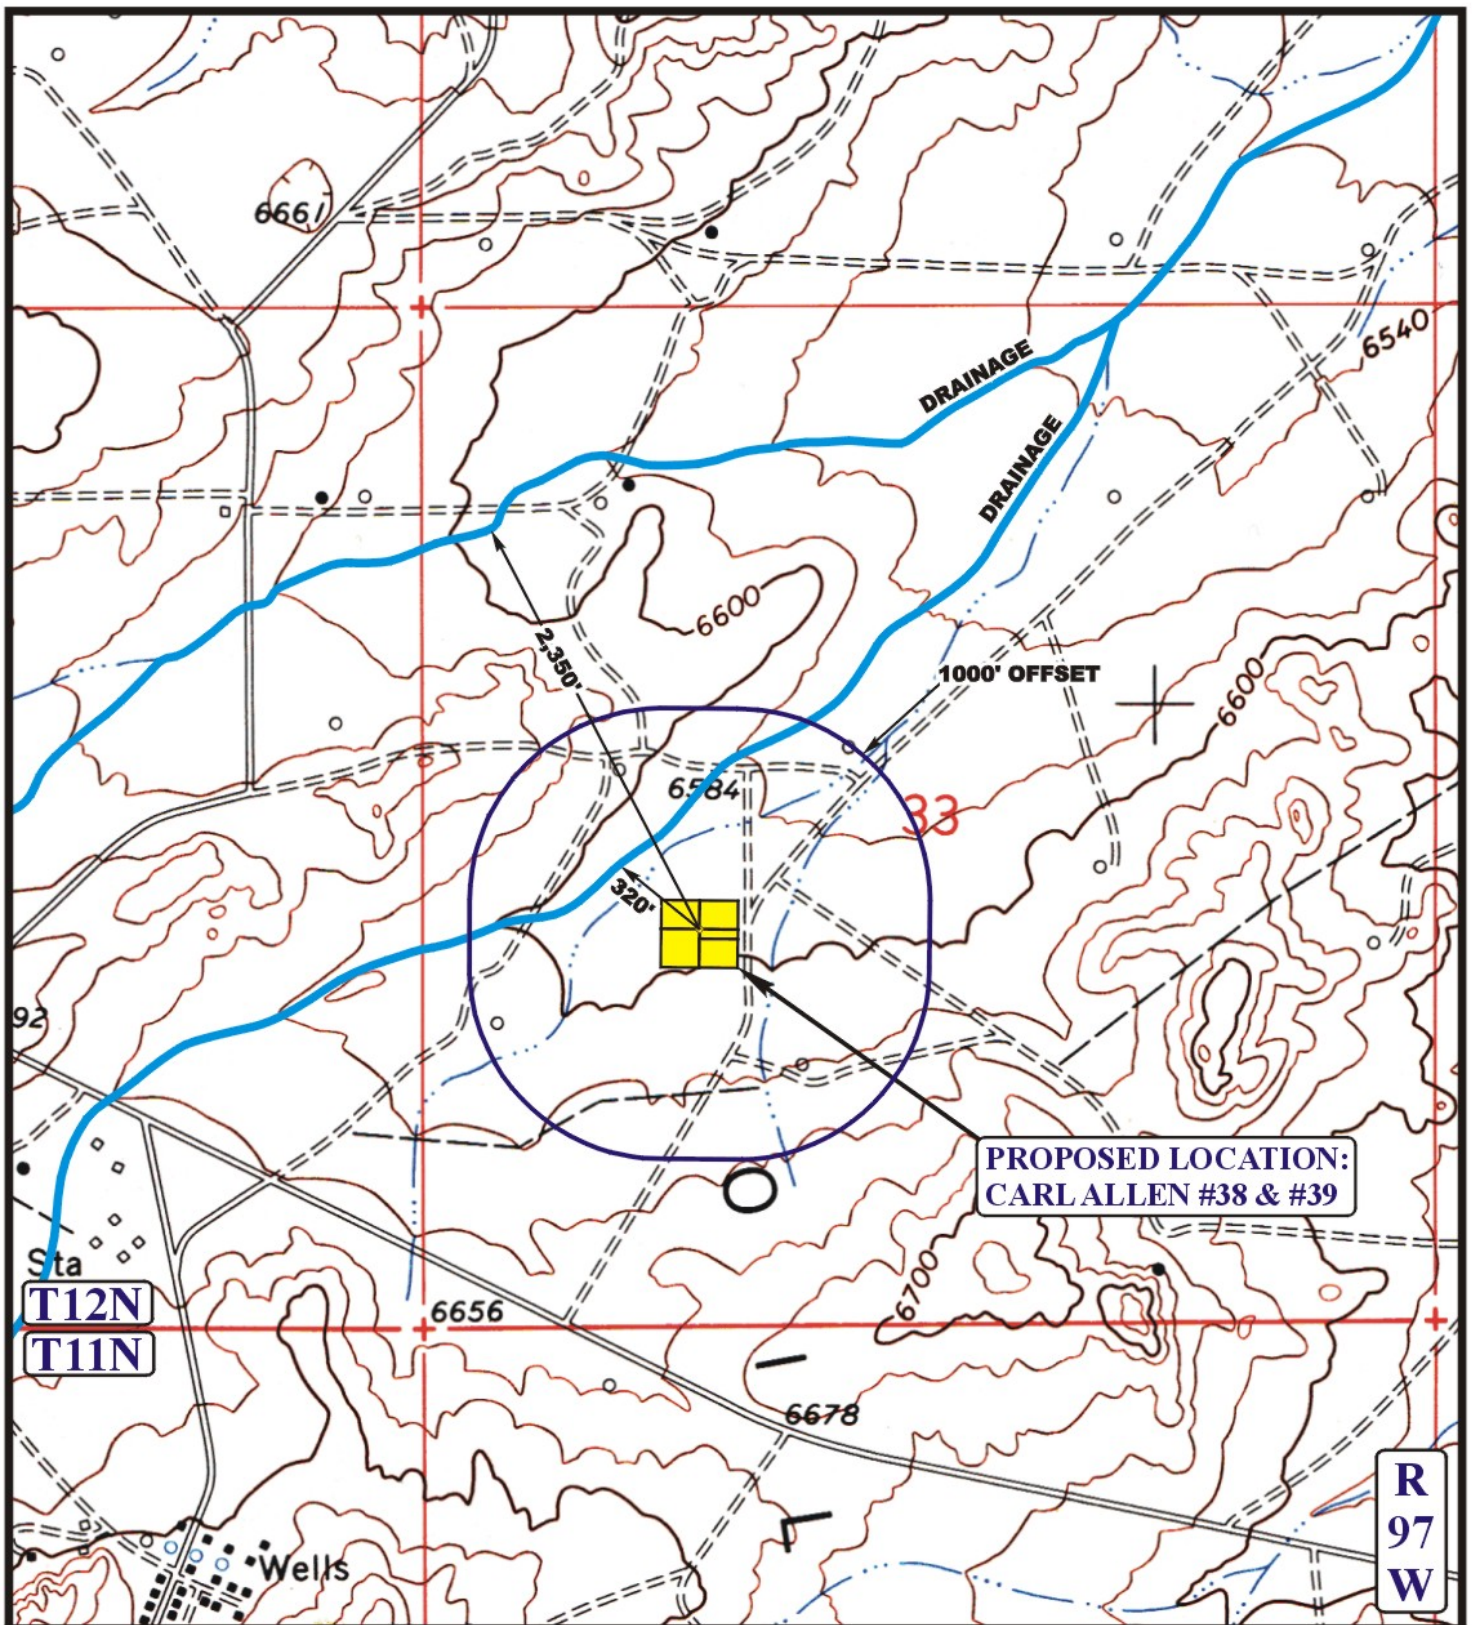 6661
6540
DRAINAGE
DRAINAGE
6600
2,350'
1000' OFFSET
6600
6584
33
320'
92
PROPOSED LOCATION:
CARL ALLEN #38 & #39
Sta
6700
T12N
6656
T11N
6678
R
97
W
Wells